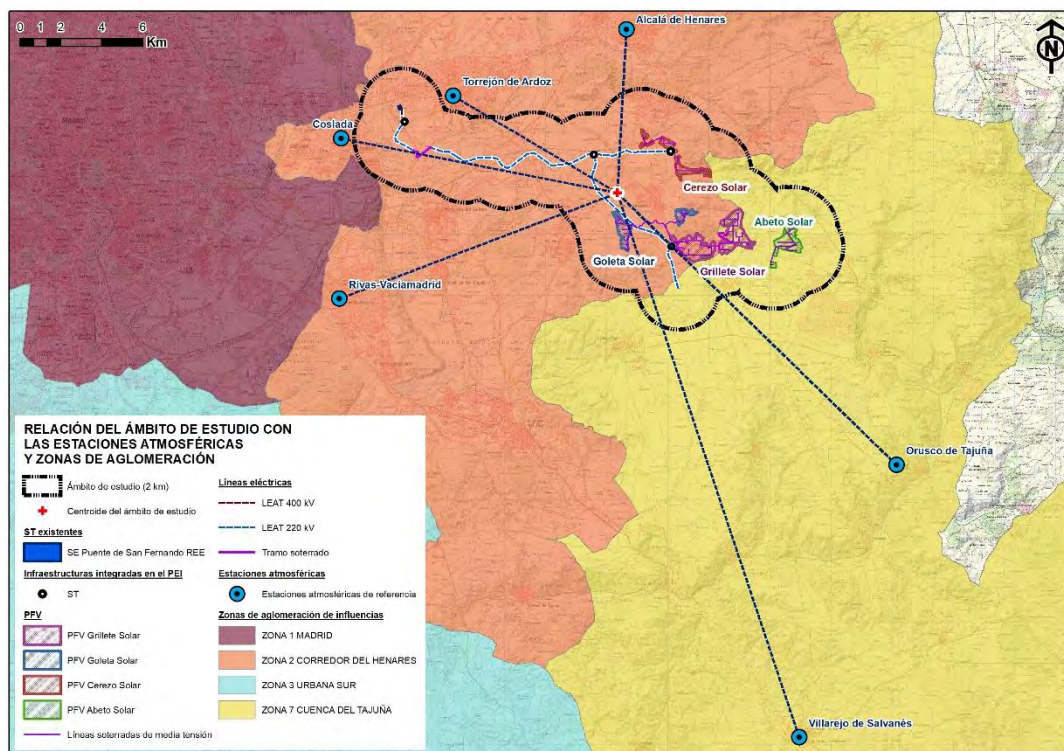 0 1 2 4 6
Km
Alcalá de Henares
N
Torrejón de Ardoz
Coslada
Cerezo Solar
Abeto Solar
Goleta Solar
Grillete Solar
Rivas-Vaciamadrid
Orusco de Tajuña
Villarejo de Salvanés
RELACIÓN DEL ÁMBITO DE ESTUDIO CON
LAS ESTACIONES ATMOSFÉRICAS
Y ZONAS DE AGLOMERACIÓN
Ámbito de estudio (2 km)
Centroide del ámbito de estudio
ST existentes
SE Puente de San Fernando REE
Infraestructuras integradas en el PEI
ST
PFV
PFV Grillete Solar
PFV Goleta Solar
PFV Cerezo Solar
PFV Abeto Solar
Líneas soterradas de media tensión
Líneas eléctricas
LEAT 400 kV
LEAT 220 kV
Tramo soterrado
Estaciones atmosféricas
Estaciones atmosféricas de referencia
Zonas de aglomeración de influencias
ZONA 1 MADRID
ZONA 2 CORREDOR DEL HENARES
ZONA 3 URBANA SUR
ZONA 7 CUENCA DEL TAJUÑA